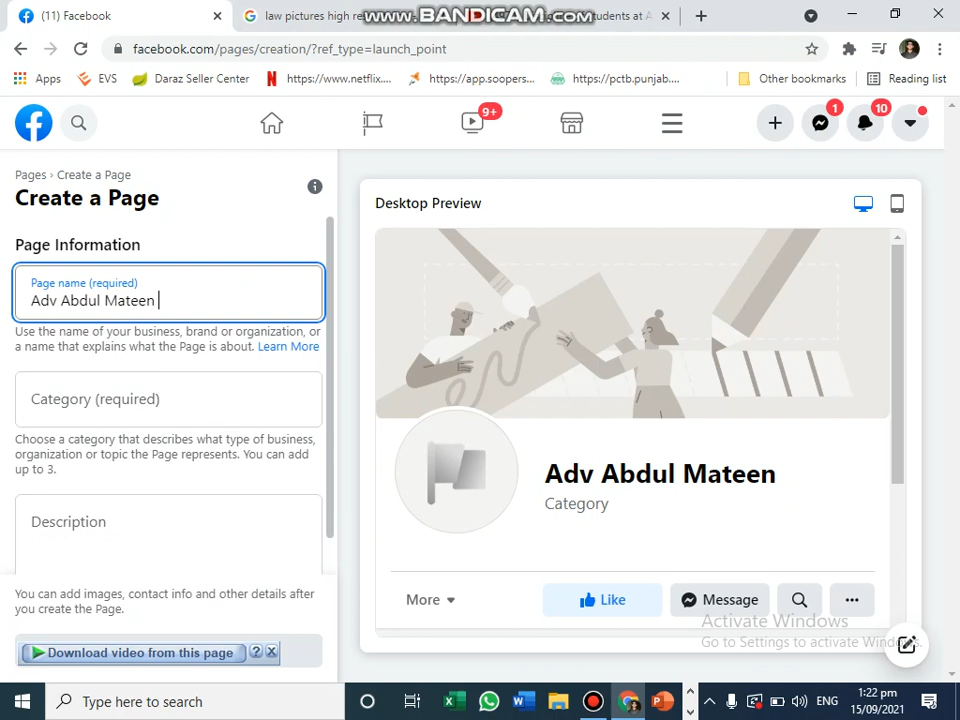 (11) Facebook
law pictures high re
www.BANDICAM.com
tudents at A
facebook.com/pages/creation/?ref_type=launch_point
Apps
EVS
Daraz Seller Center
N
https://www.netflix....
https://app.soopers...
https://pctb.punjab....
Other bookmarks
Reading list
9+
1
10
Pages › Create a Page
Create a Page
Page Information
Page name (required)
Adv Abdul Mateen
Use the name of your business, brand or organization, or
a name that explains what the Page is about. Learn More
Category (required)
Choose a category that describes what type of business,
organization or topic the Page represents. You can add
up to 3.
Description
You can add images, contact info and other details after
you create the Page.
Download video from this page
? X
Desktop Preview
Adv Abdul Mateen
Category
More
Like
Message
Activate Windows
Go to Settings to activate Windows.
Type here to search
ENG
1:22 pm
15/09/2021